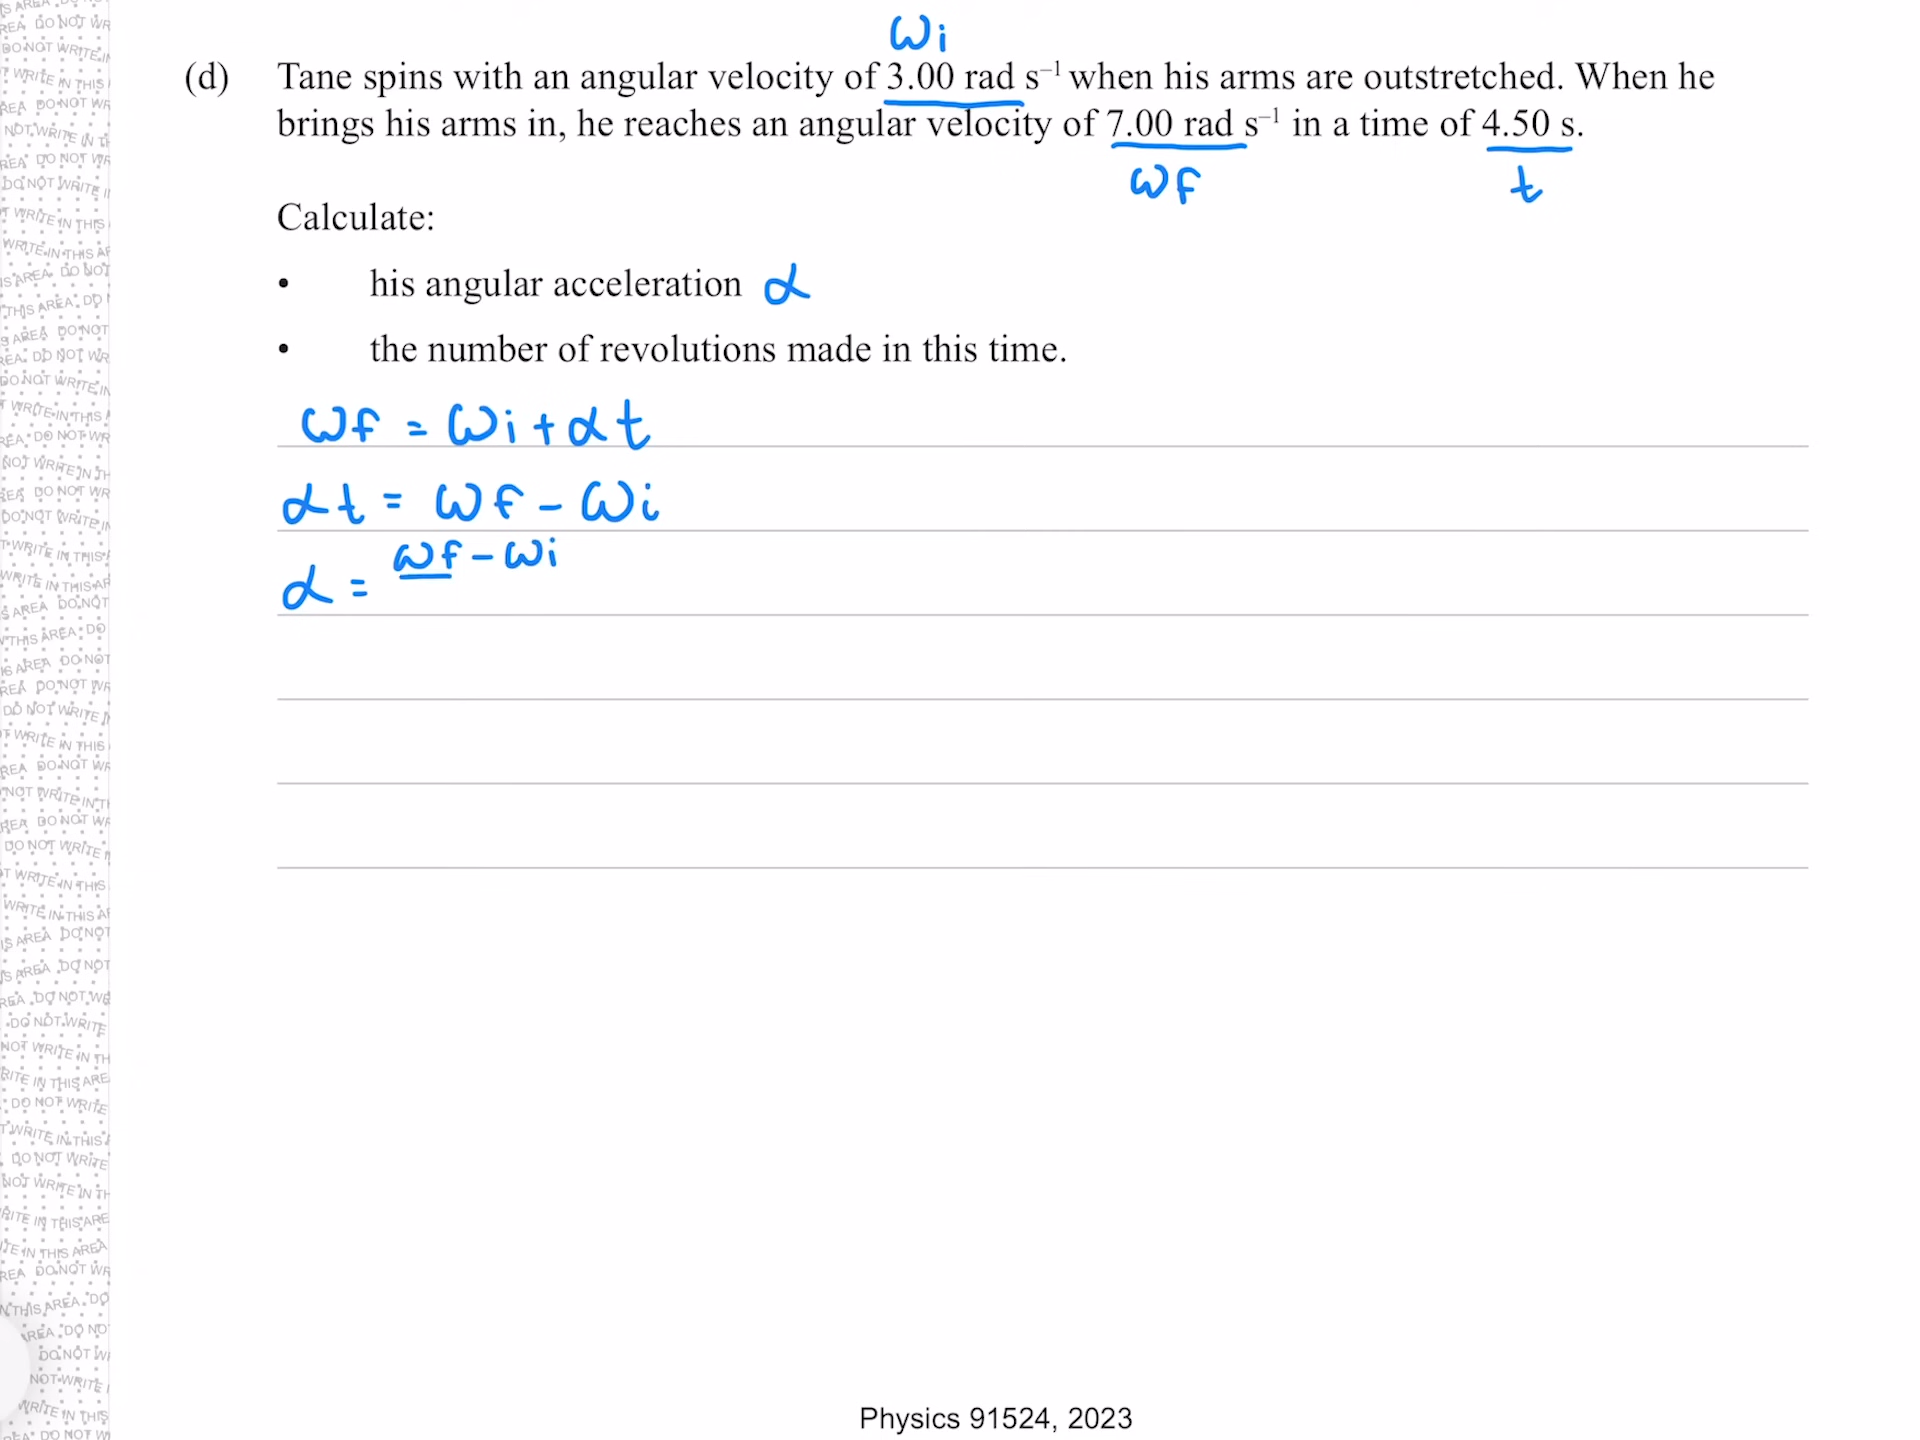 ωi
(d) Tane spins with an angular velocity of 3.00 rad s⁻¹ when his arms are outstretched. When he
brings his arms in, he reaches an angular velocity of 7.00 rad s⁻¹ in a time of 4.50 s.
ωf t
Calculate:
• his angular acceleration α
• the number of revolutions made in this time.
ωf = ωi + αt
αt = ωf - ωi
α = ωf - ωi
Physics 91524, 2023